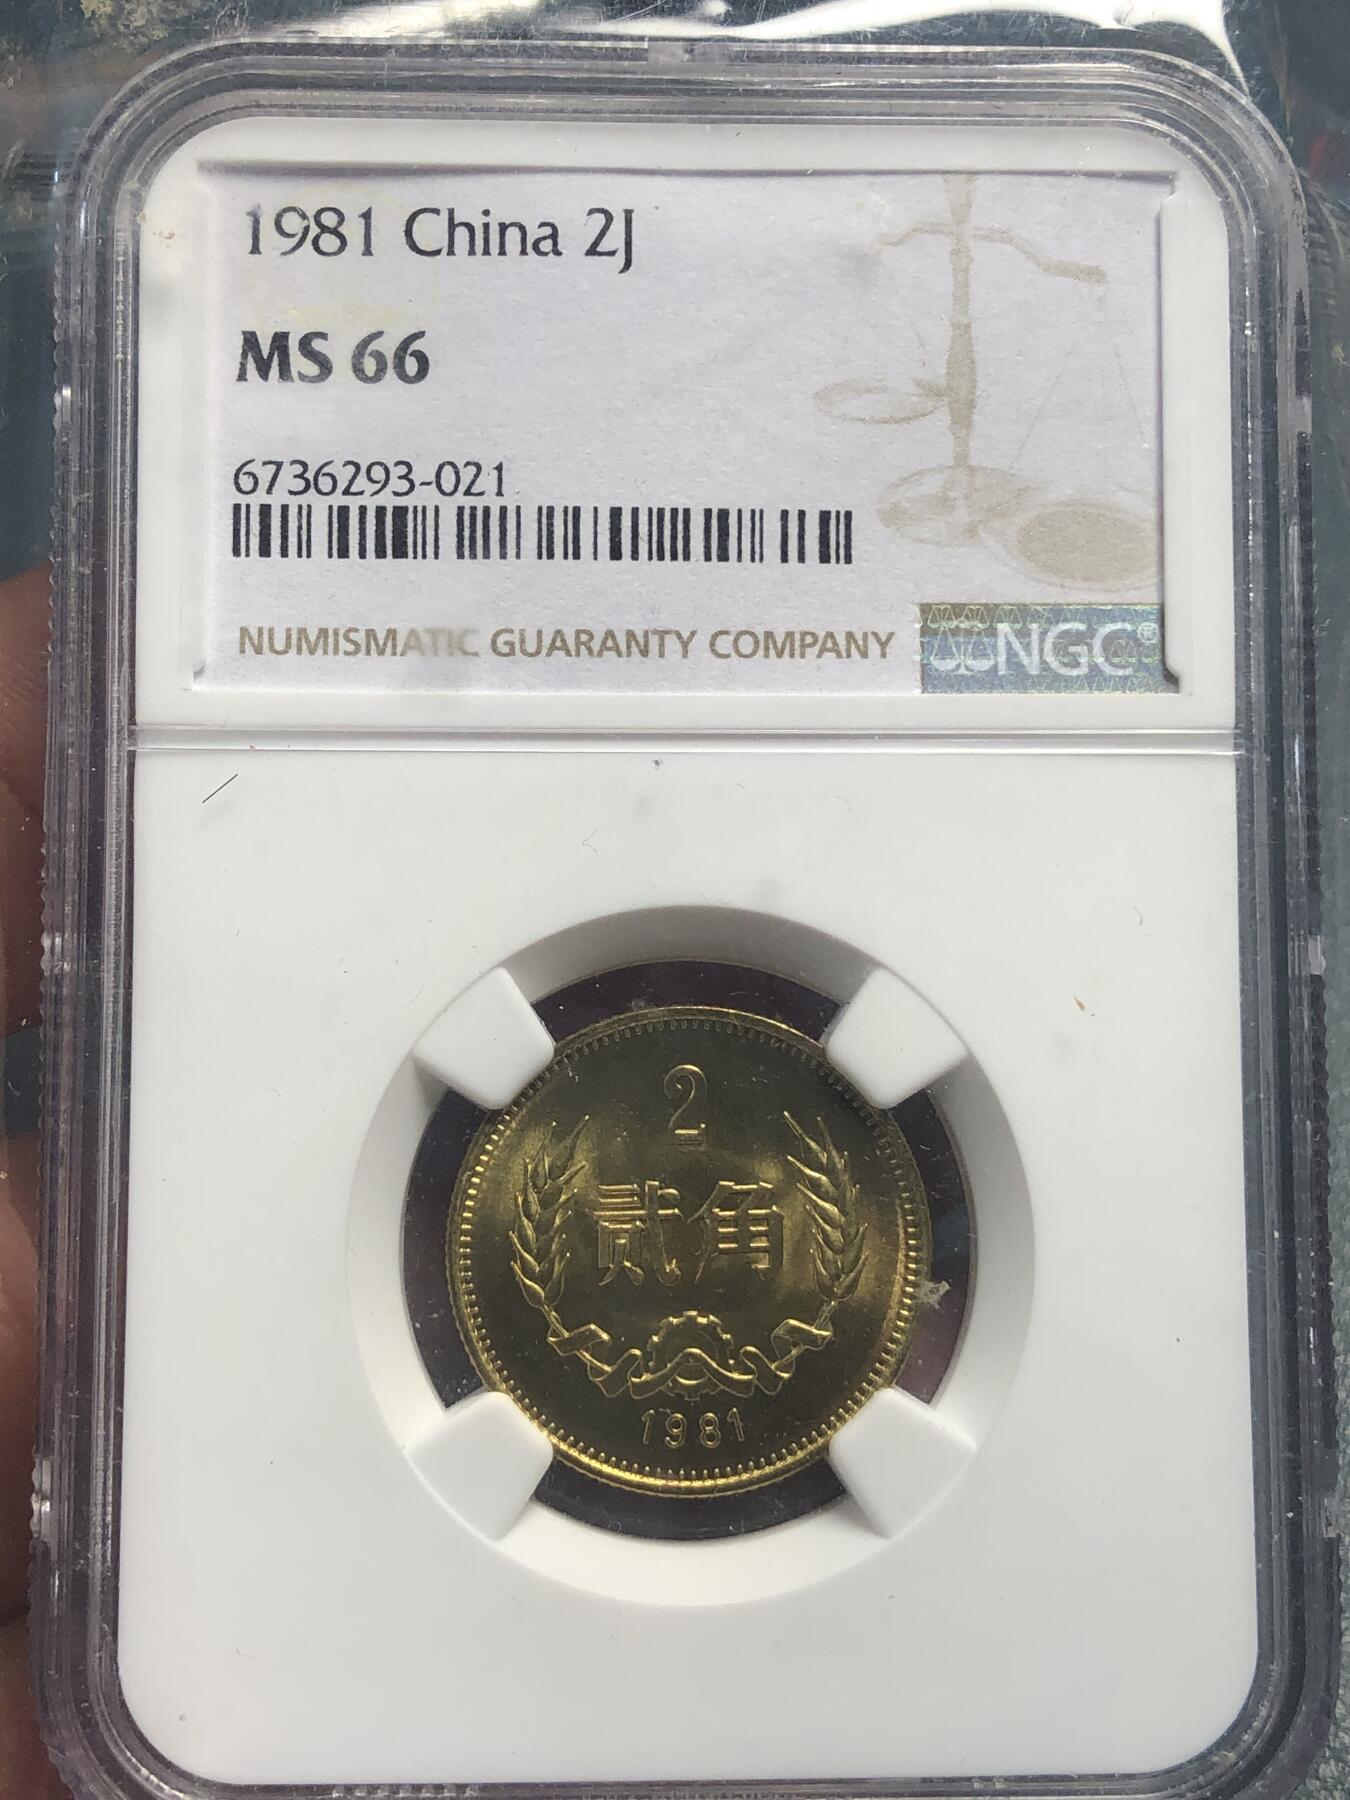 1981 China 2J
MS 66
6736293-021
NUMISMATIC GUARANTY COMPANY
NGC®
2
贰角
1981